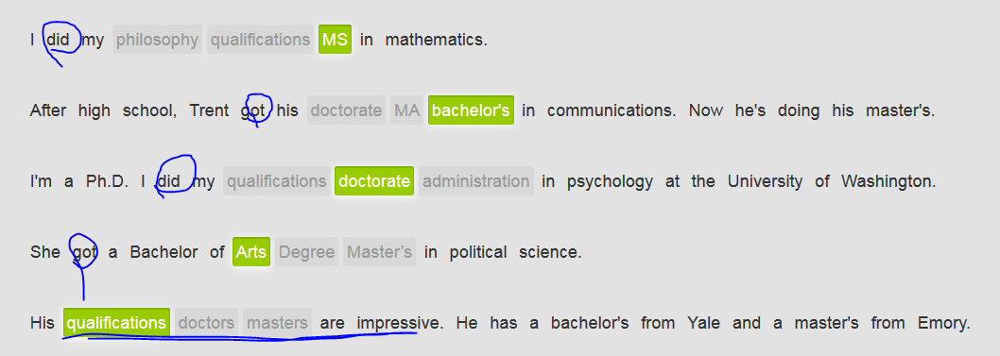 I did my philosophy qualifications MS in mathematics.
After high school, Trent got his doctorate MA bachelor's in communications. Now he's doing his master's.
I'm a Ph.D. I did my qualifications doctorate administration in psychology at the University of Washington.
She got a Bachelor of Arts Degree Master’s in political science.
His qualifications doctors masters are impressive. He has a bachelor's from Yale and a master's from Emory.